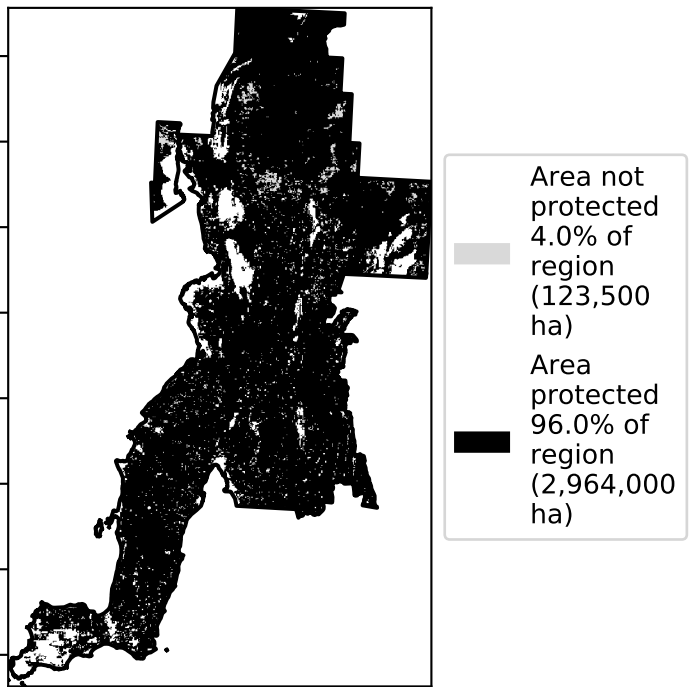 Area not
protected
4.0% of
region
(123,500
ha)
Area
protected
96.0% of
region
(2,964,000
ha)